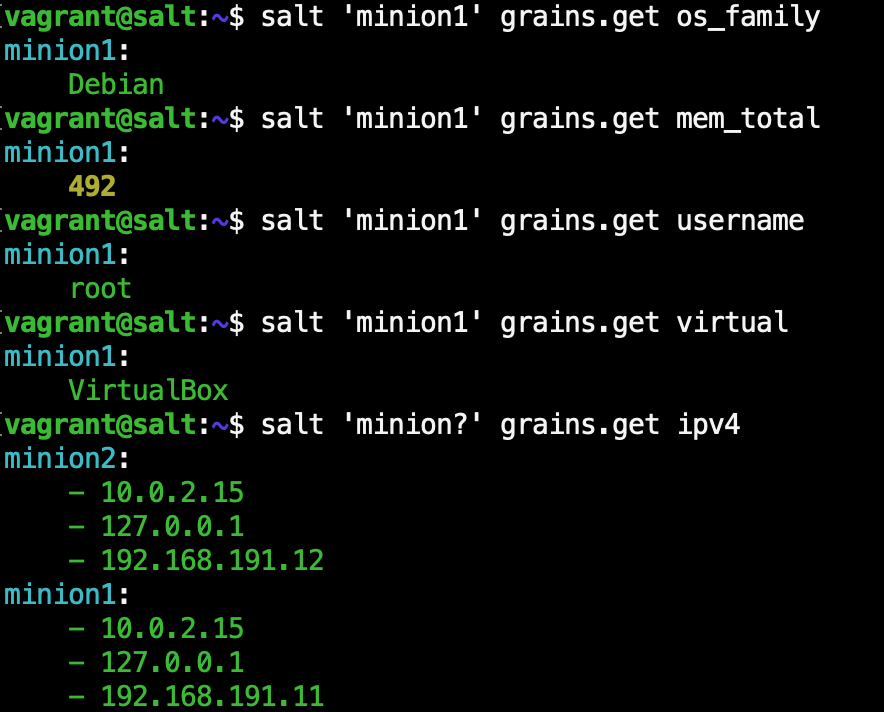 vagrant@salt:~$ salt 'minion1' grains.get os_family
minion1:
    Debian
vagrant@salt:~$ salt 'minion1' grains.get mem_total
minion1:
    492
vagrant@salt:~$ salt 'minion1' grains.get username
minion1:
    root
vagrant@salt:~$ salt 'minion1' grains.get virtual
minion1:
    VirtualBox
vagrant@salt:~$ salt 'minion?' grains.get ipv4
minion2:
    - 10.0.2.15
    - 127.0.0.1
    - 192.168.191.12
minion1:
    - 10.0.2.15
    - 127.0.0.1
    - 192.168.191.11